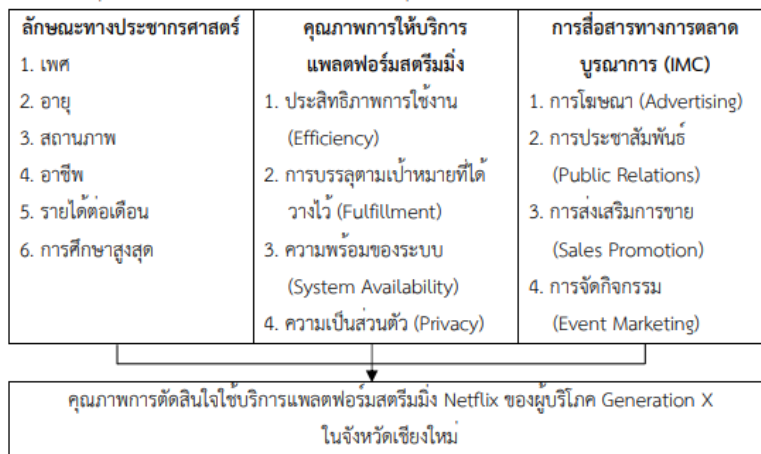 ลักษณะทางประชากรศาสตร์
1. เพศ
2. อายุ
3. สถานภาพ
4. อาชีพ
5. รายได้ต่อเดือน
6. การศึกษาสูงสุด
คุณภาพการให้บริการ
แพลตฟอร์มสตรีมมิ่ง
1. ประสิทธิภาพการใช้งาน
(Efficiency)
2. การบรรลุตามเป้าหมายที่ได้
วางไว้ (Fulfillment)
3. ความพร้อมของระบบ
(System Availability)
4. ความเป็นส่วนตัว (Privacy)
การสื่อสารทางการตลาด
บูรณาการ (IMC)
1. การโฆษณา (Advertising)
2. การประชาสัมพันธ์
(Public Relations)
3. การส่งเสริมการขาย
(Sales Promotion)
4. การจัดกิจกรรม
(Event Marketing)
คุณภาพการตัดสินใจใช้บริการแพลตฟอร์มสตรีมมิ่ง Netflix ของผู้บริโภค Generation X
ในจังหวัดเชียงใหม่